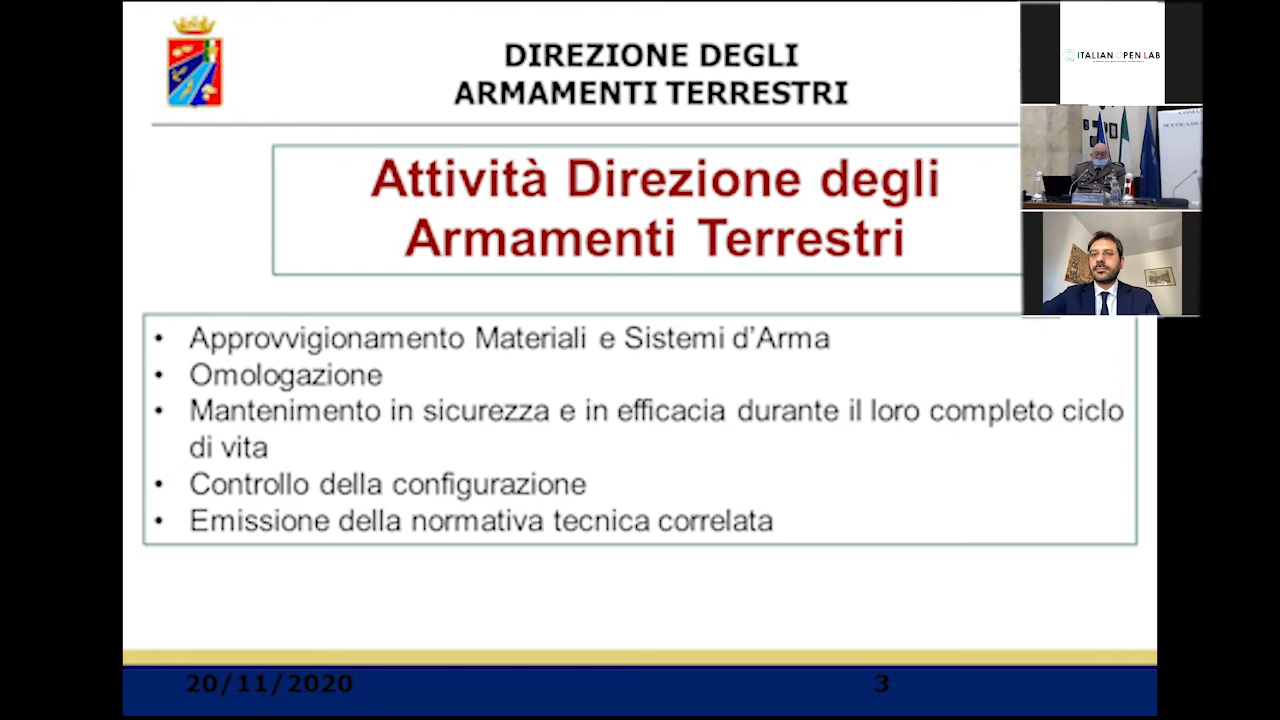 DIREZIONE DEGLI
ARMAMENTI TERRESTRI
ITALIAN OPEN LAB
Attività Direzione degli
Armamenti Terrestri
• Approvvigionamento Materiali e Sistemi d'Arma
• Omologazione
• Mantenimento in sicurezza e in efficacia durante il loro completo ciclo
di vita
• Controllo della configurazione
• Emissione della normativa tecnica correlata
20/11/2020
3